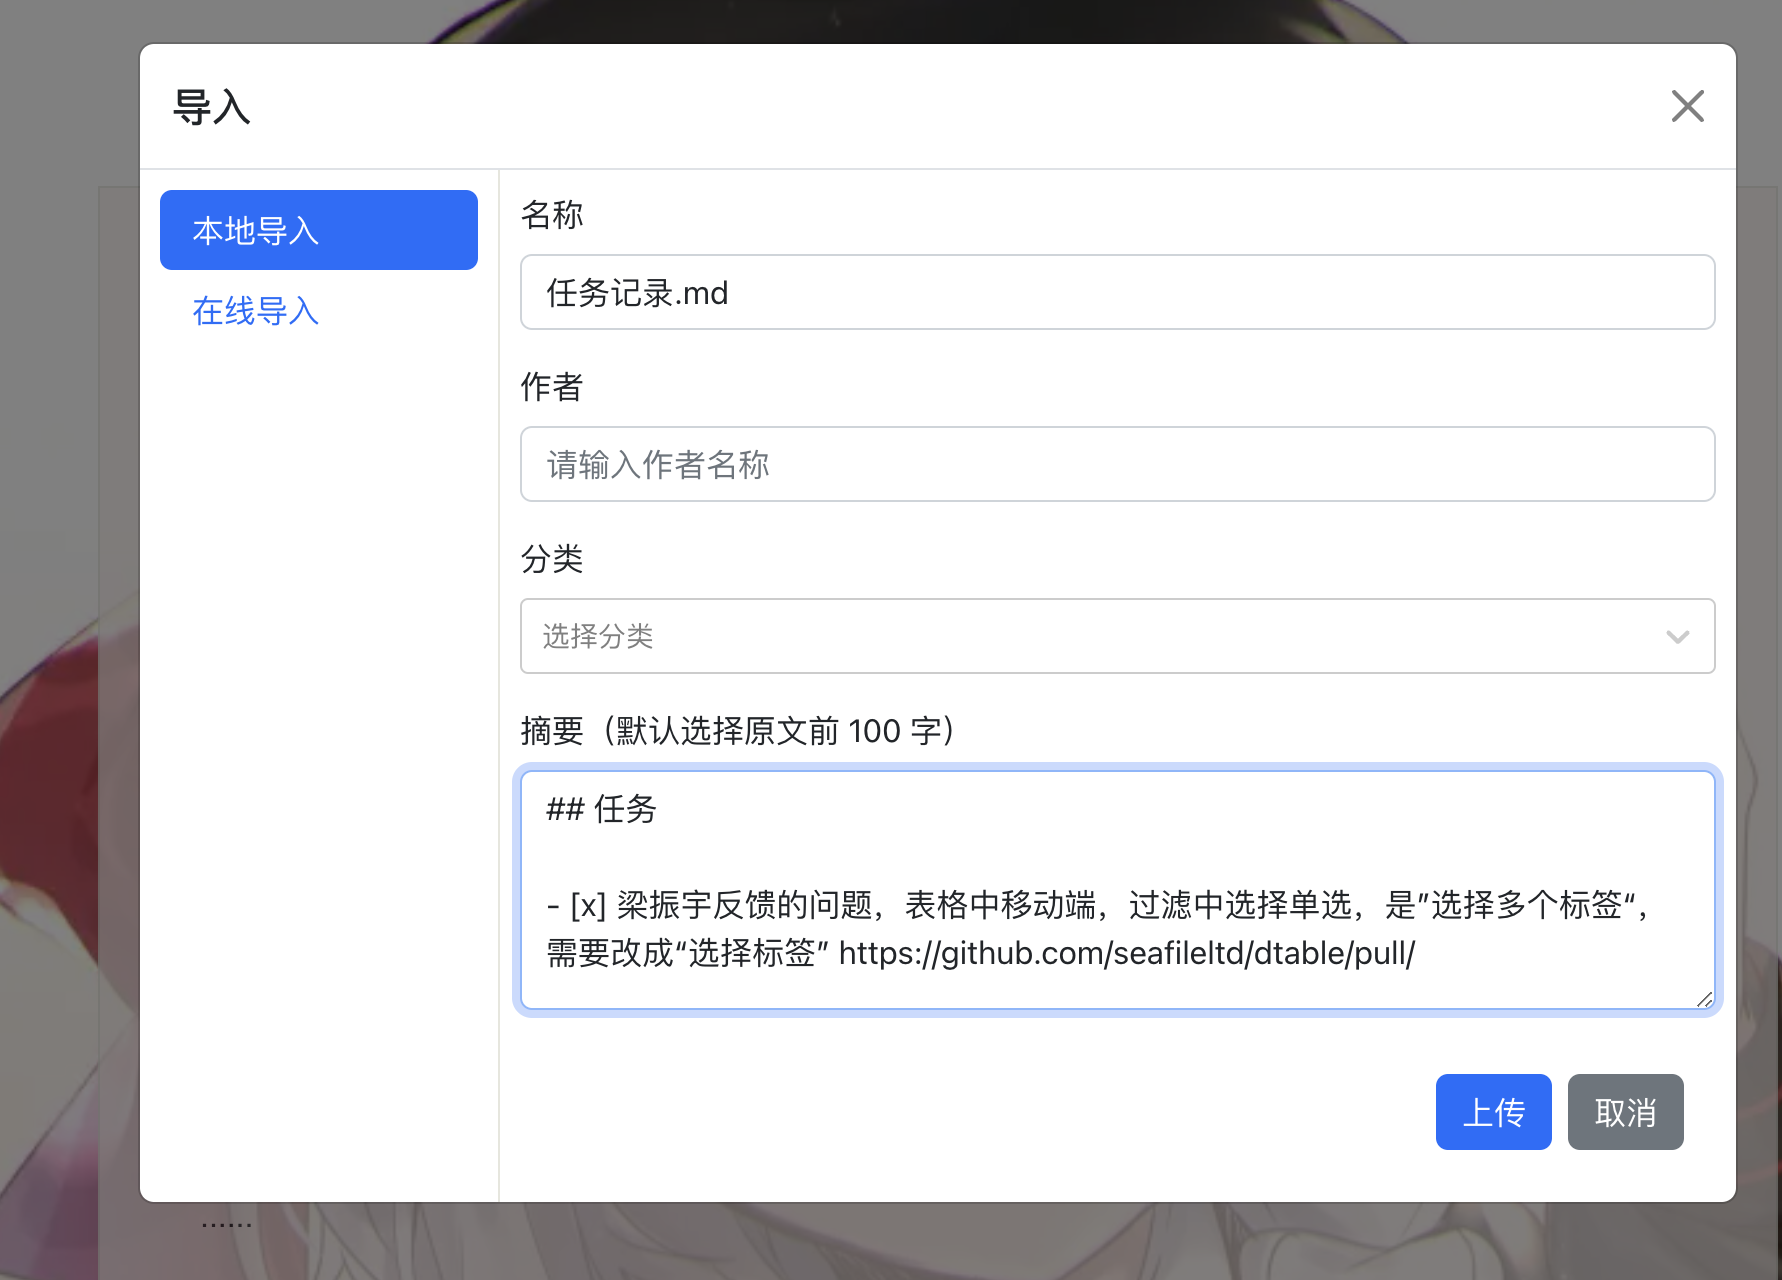 导入
本地导入
在线导入
名称
任务记录.md
作者
请输入作者名称
分类
选择分类
摘要（默认选择原文前 100 字）
## 任务
- [x] 梁振宇反馈的问题，表格中移动端，过滤中选择单选，是”选择多个标签“，
需要改成“选择标签” https://github.com/seafileltd/dtable/pull/
上传
取消
······